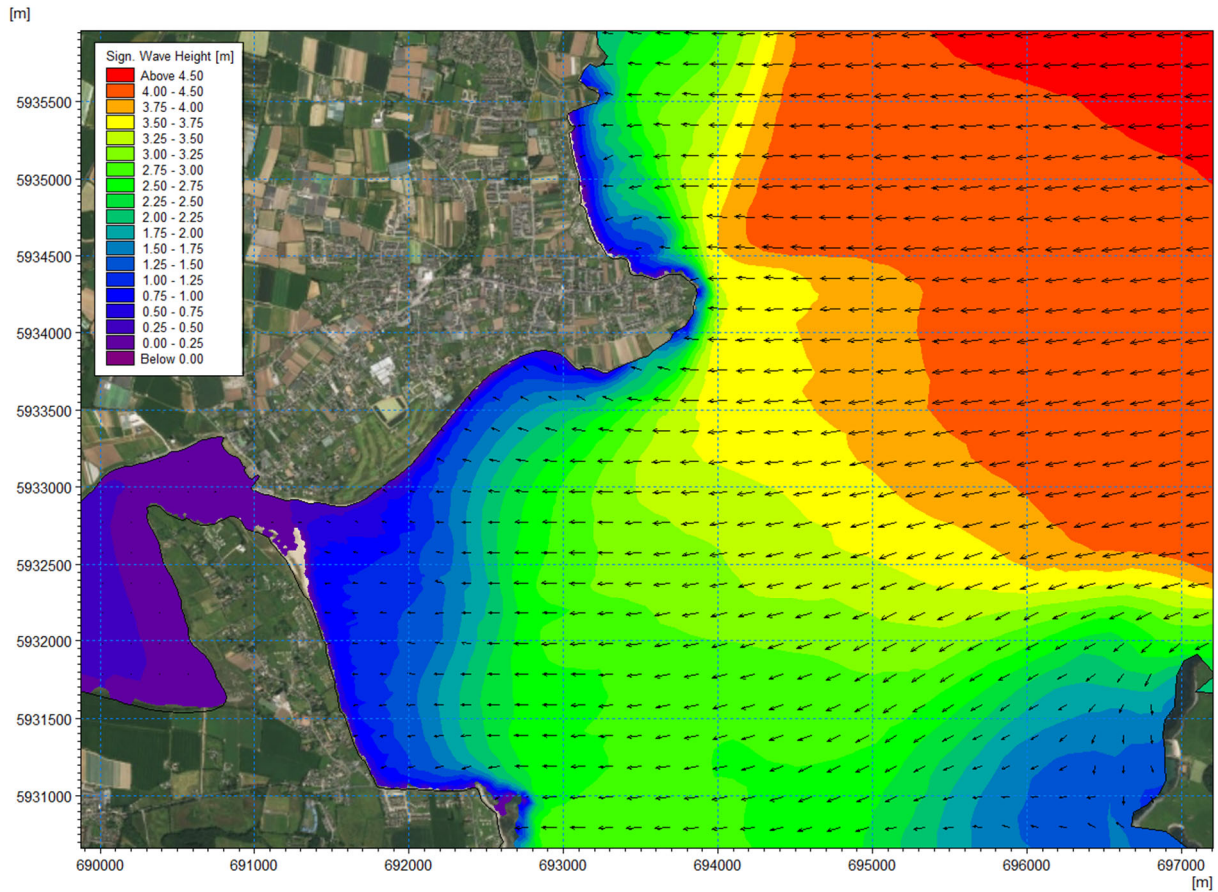 [m]
Sign. Wave Height [m]
Above 4.50
4.00 - 4.50
3.75 - 4.00
3.50 - 3.75
3.25 - 3.50
3.00 - 3.25
2.75 - 3.00
2.50 - 2.75
2.25 - 2.50
2.00 - 2.25
1.75 - 2.00
1.50 - 1.75
1.25 - 1.50
1.00 - 1.25
0.75 - 1.00
0.50 - 0.75
0.25 - 0.50
0.00 - 0.25
Below 0.00
5935500
5935000
5934500
5934000
5933500
5933000
5932500
5932000
5931500
5931000
690000 691000 692000 693000 694000 695000 696000 697000
[m]